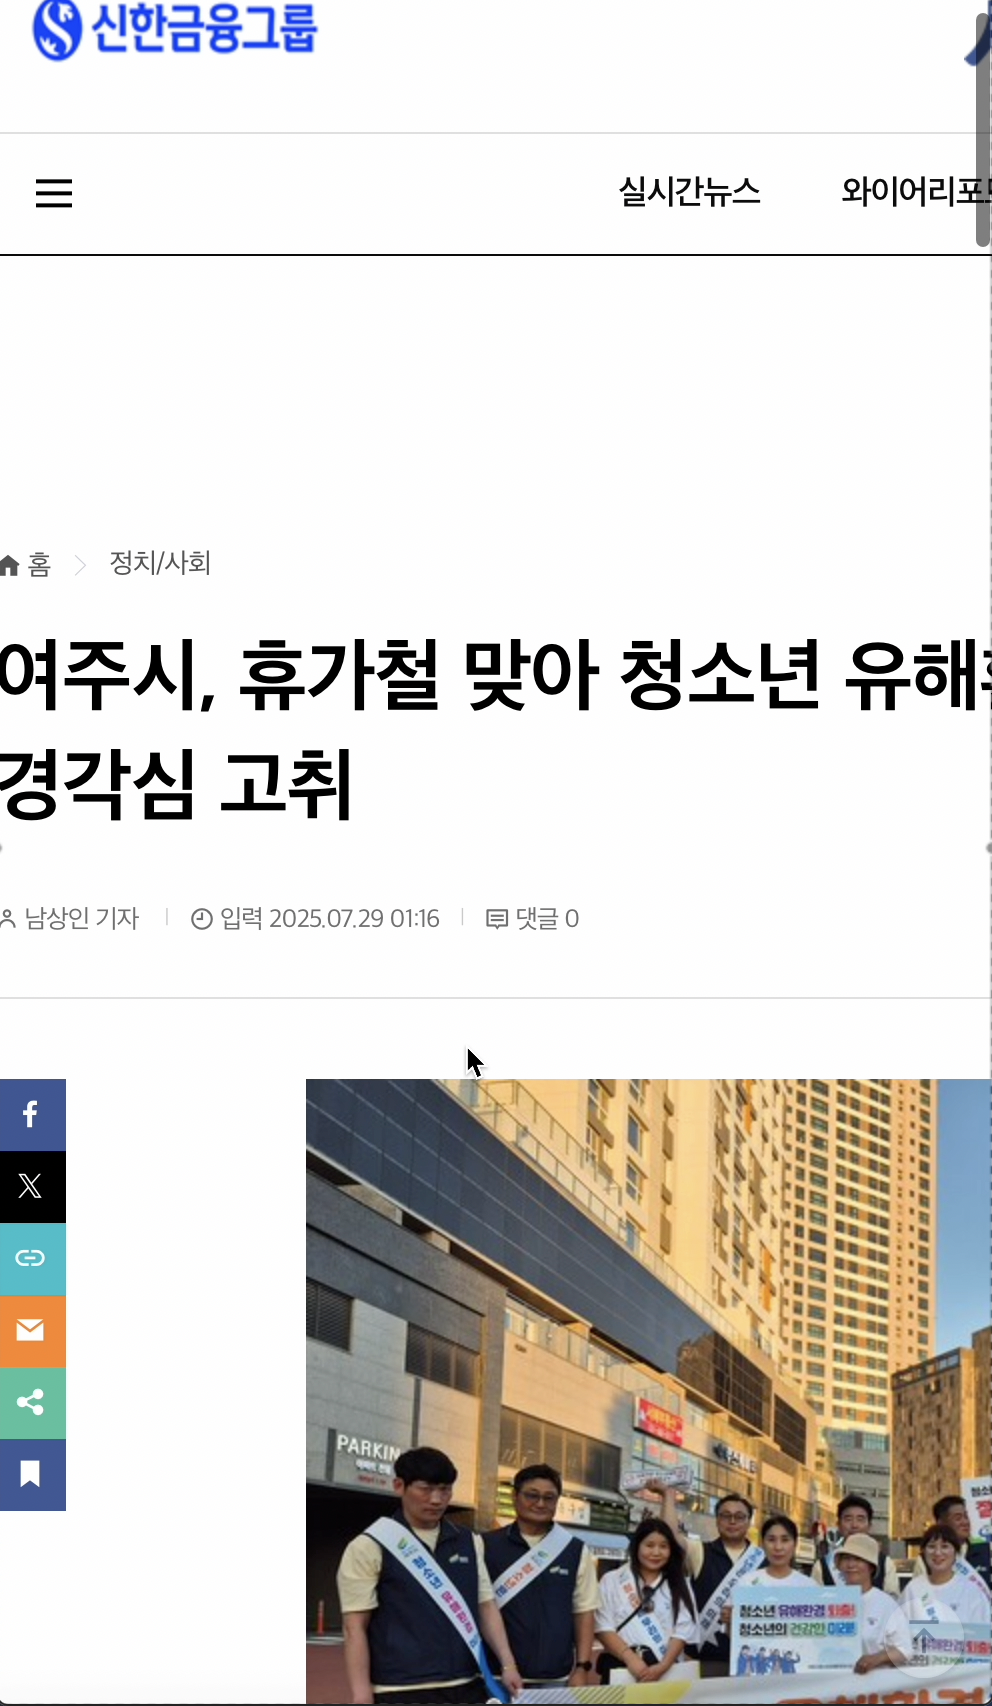 신한금융그룹
실시간뉴스 와이어리포
홈 정치/사회
여주시, 휴가철 맞아 청소년 유해
경각심 고취
남상인 기자 입력 2025.07.29 01:16 댓글 0
PARKIN
청소년 유해환경 퇴출!
청소년의 건강한 미래!